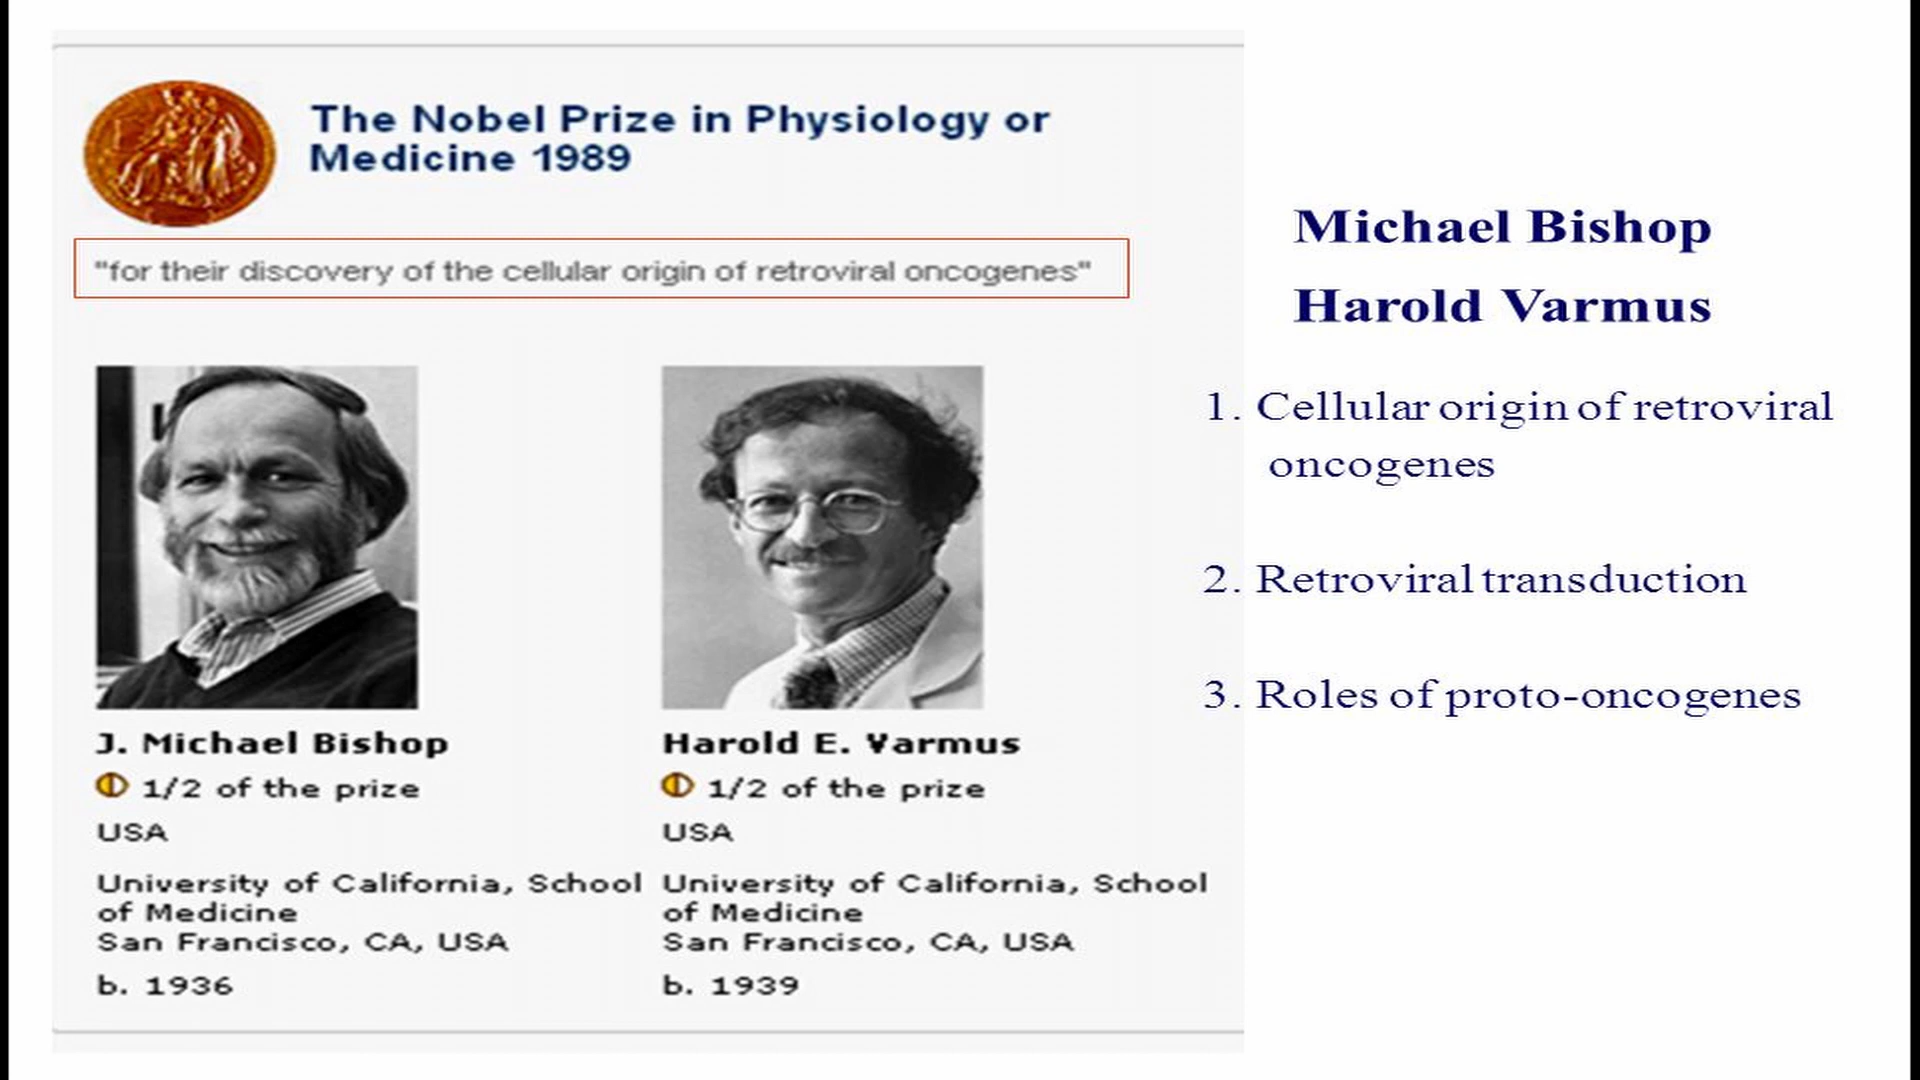 The Nobel Prize in Physiology or
Medicine 1989
"for their discovery of the cellular origin of retroviral oncogenes"
J. Michael Bishop
1/2 of the prize
USA
University of California, School
of Medicine
San Francisco, CA, USA
b. 1936
Harold E. Varmus
1/2 of the prize
USA
University of California, School
of Medicine
San Francisco, CA, USA
b. 1939
Michael Bishop
Harold Varmus
1. Cellular origin of retroviral
oncogenes
2. Retroviral transduction
3. Roles of proto-oncogenes